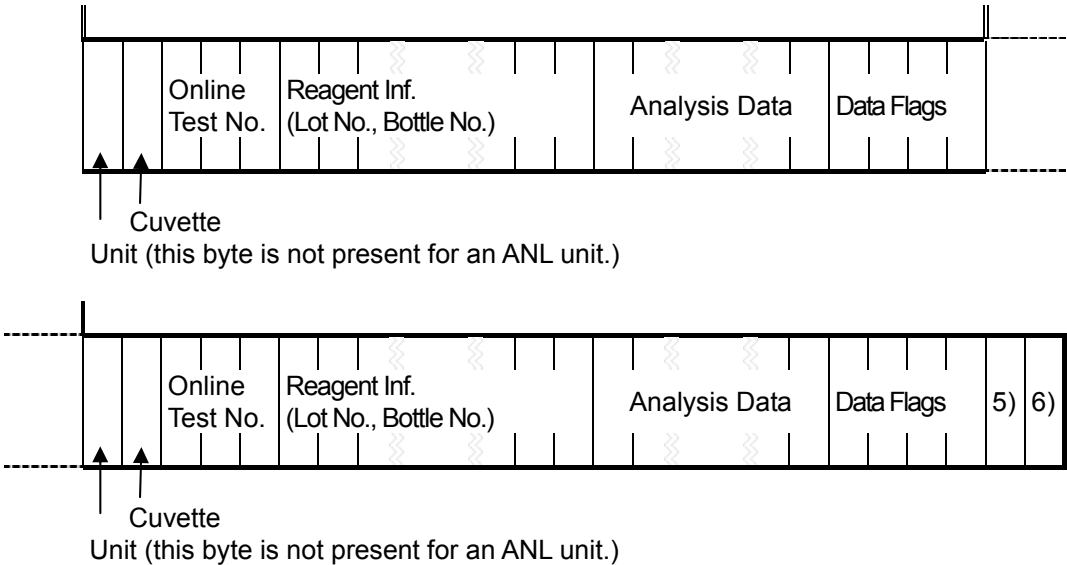 Online
Test No.
Reagent Inf.
(Lot No., Bottle No.)
Analysis Data
Data Flags
Cuvette
Unit (this byte is not present for an ANL unit.)
Online
Test No.
Reagent Inf.
(Lot No., Bottle No.)
Analysis Data
Data Flags
5)
6)
Cuvette
Unit (this byte is not present for an ANL unit.)